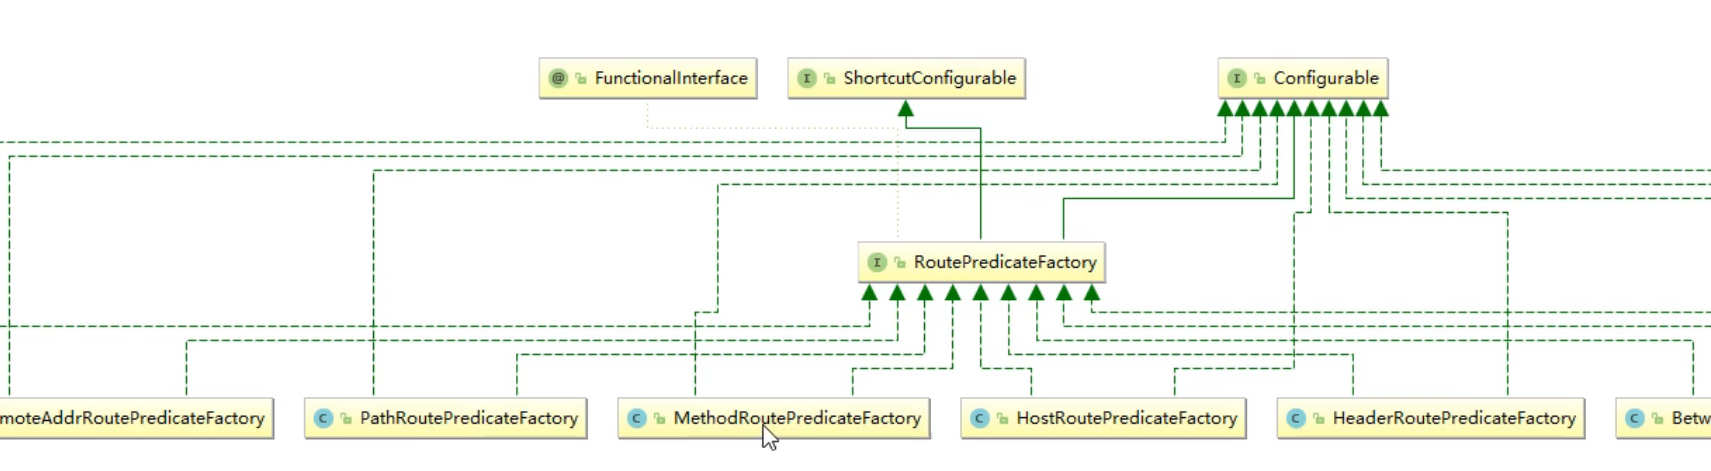 @ FunctionalInterface
I ShortcutConfigurable
I Configurable
I RoutePredicateFactory
moteAddrRoutePredicateFactory
C PathRoutePredicateFactory
C MethodRoutePredicateFactory
C HostRoutePredicateFactory
C HeaderRoutePredicateFactory
C Betw